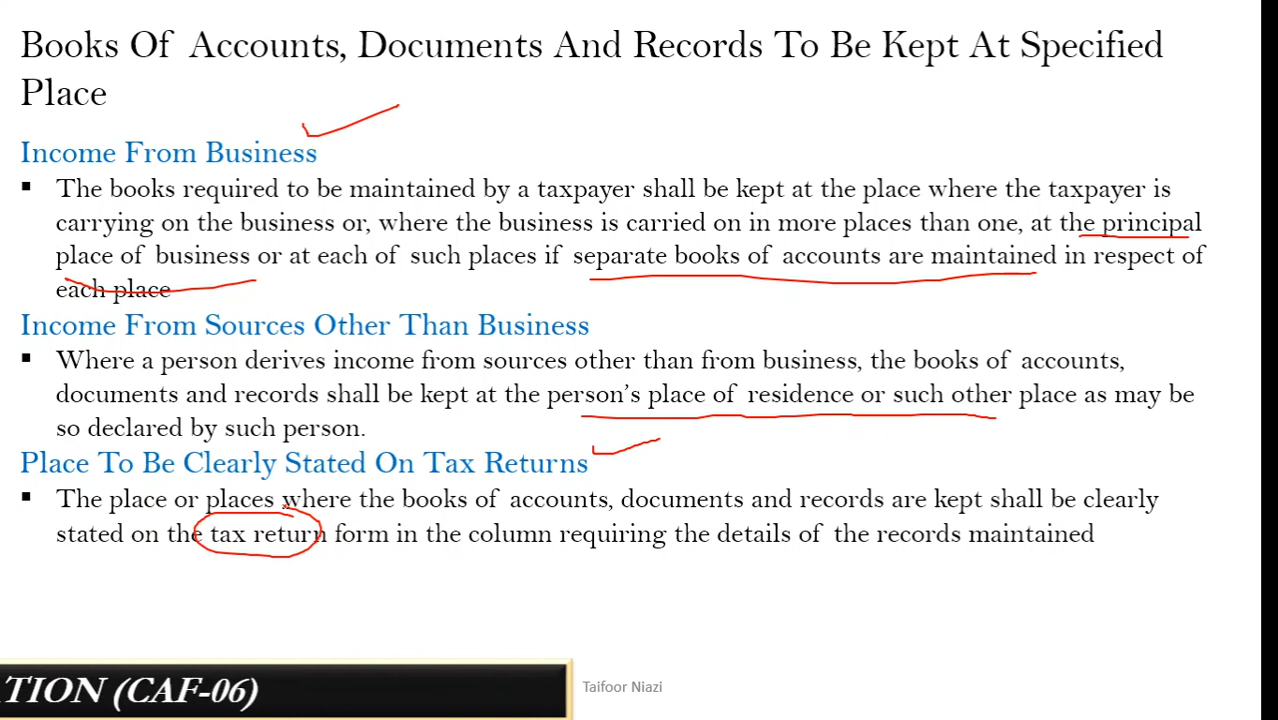 Books Of Accounts, Documents And Records To Be Kept At Specified
Place
Income From Business
▪ The books required to be maintained by a taxpayer shall be kept at the place where the taxpayer is
carrying on the business or, where the business is carried on in more places than one, at the principal
place of business or at each of such places if separate books of accounts are maintained in respect of
each place
Income From Sources Other Than Business
▪ Where a person derives income from sources other than from business, the books of accounts,
documents and records shall be kept at the person's place of residence or such other place as may be
so declared by such person.
Place To Be Clearly Stated On Tax Returns
▪ The place or places where the books of accounts, documents and records are kept shall be clearly
stated on the tax return form in the column requiring the details of the records maintained
ATION (CAF-06)
Taifoor Niazi